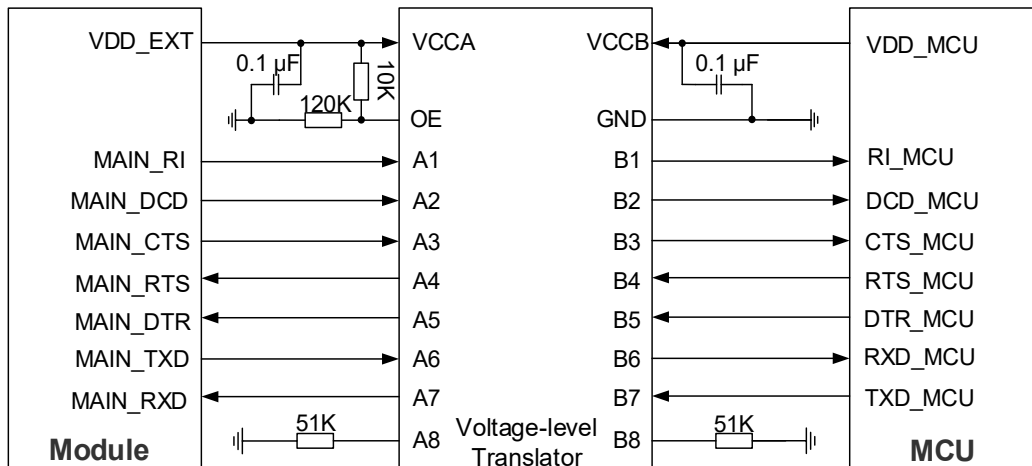 VDD_EXT VCCA VCCB VDD_MCU
0.1 µF 10K 0.1 µF
120K OE GND
MAIN_RI A1 B1 RI_MCU
MAIN_DCD A2 B2 DCD_MCU
MAIN_CTS A3 B3 CTS_MCU
MAIN_RTS A4 B4 RTS_MCU
MAIN_DTR A5 B5 DTR_MCU
MAIN_TXD A6 B6 RXD_MCU
MAIN_RXD A7 B7 TXD_MCU
51K A8 B8 51K
Module Voltage-level MCU
Translator